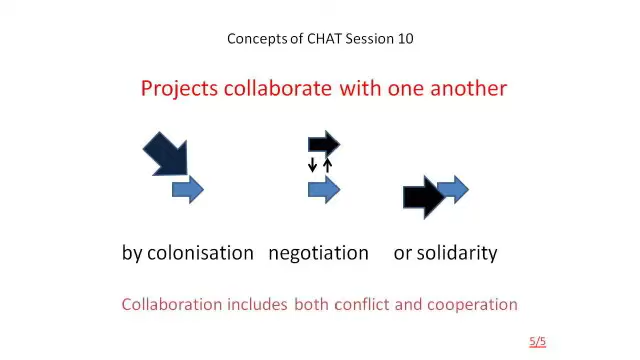 Concepts of CHAT Session 10
Projects collaborate with one another
by colonisation negotiation or solidarity
Collaboration includes both conflict and cooperation
5/5